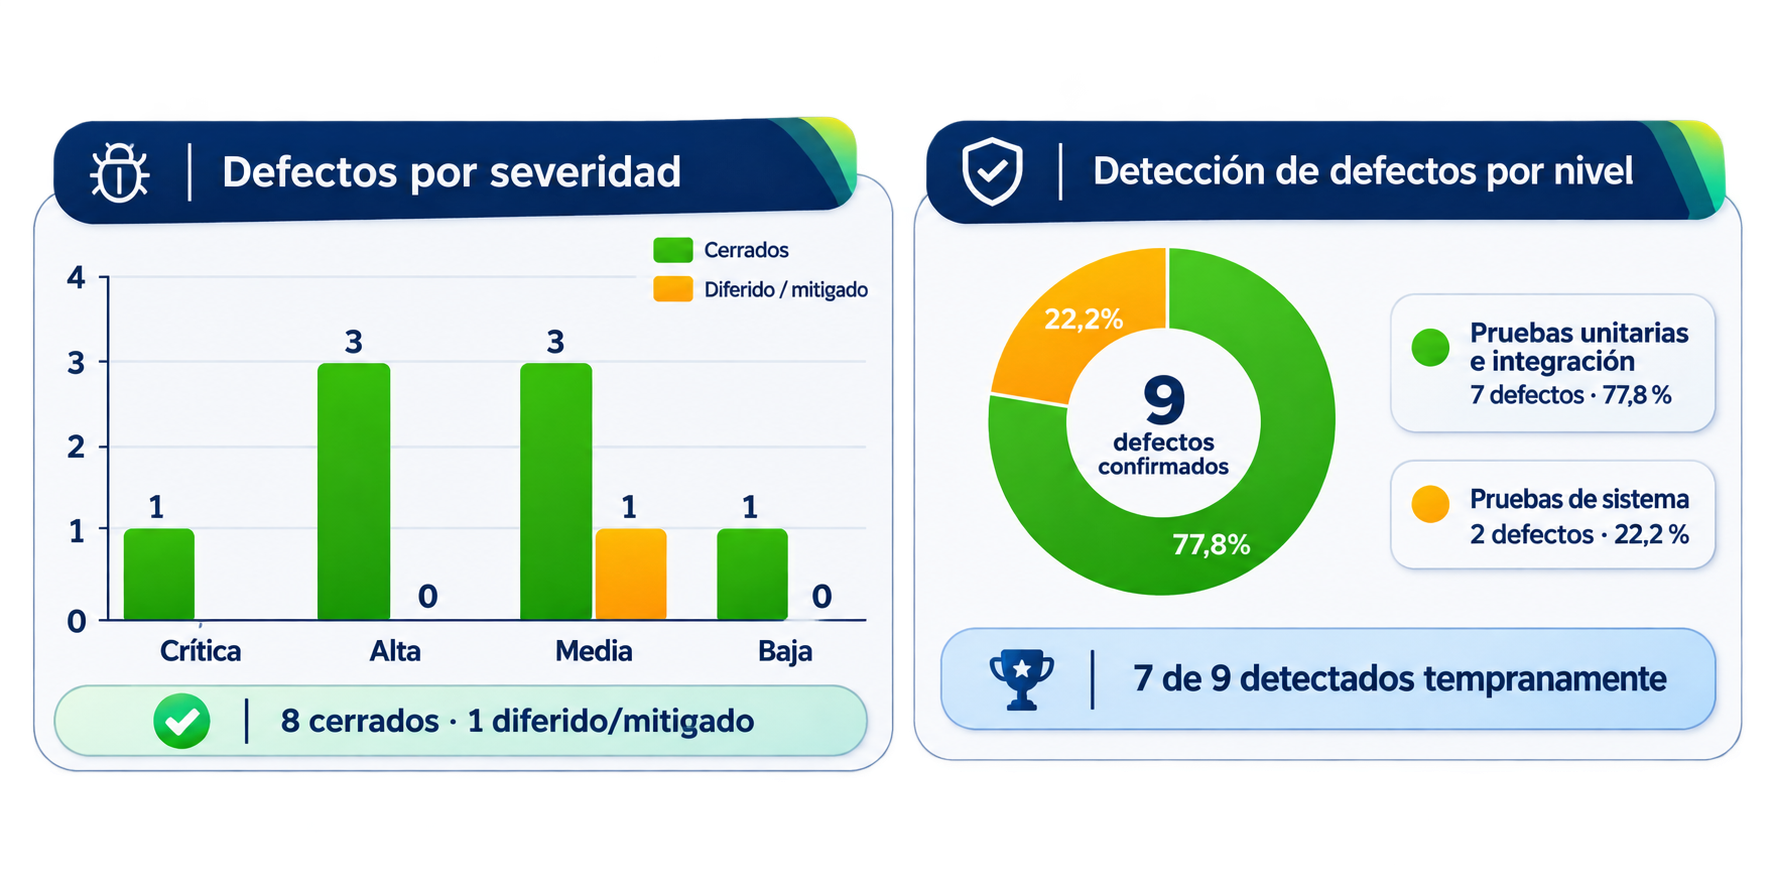 Defectos por severidad
Cerrados
Diferido / mitigado
4
3
2
1
0
1
3
0
3
1
1
0
Crítica
Alta
Media
Baja
8 cerrados · 1 diferido/mitigado
Detección de defectos por nivel
22,2%
77,8%
9
defectos
confirmados
Pruebas unitarias
e integración
7 defectos · 77,8 %
Pruebas de sistema
2 defectos · 22,2 %
7 de 9 detectados tempranamente